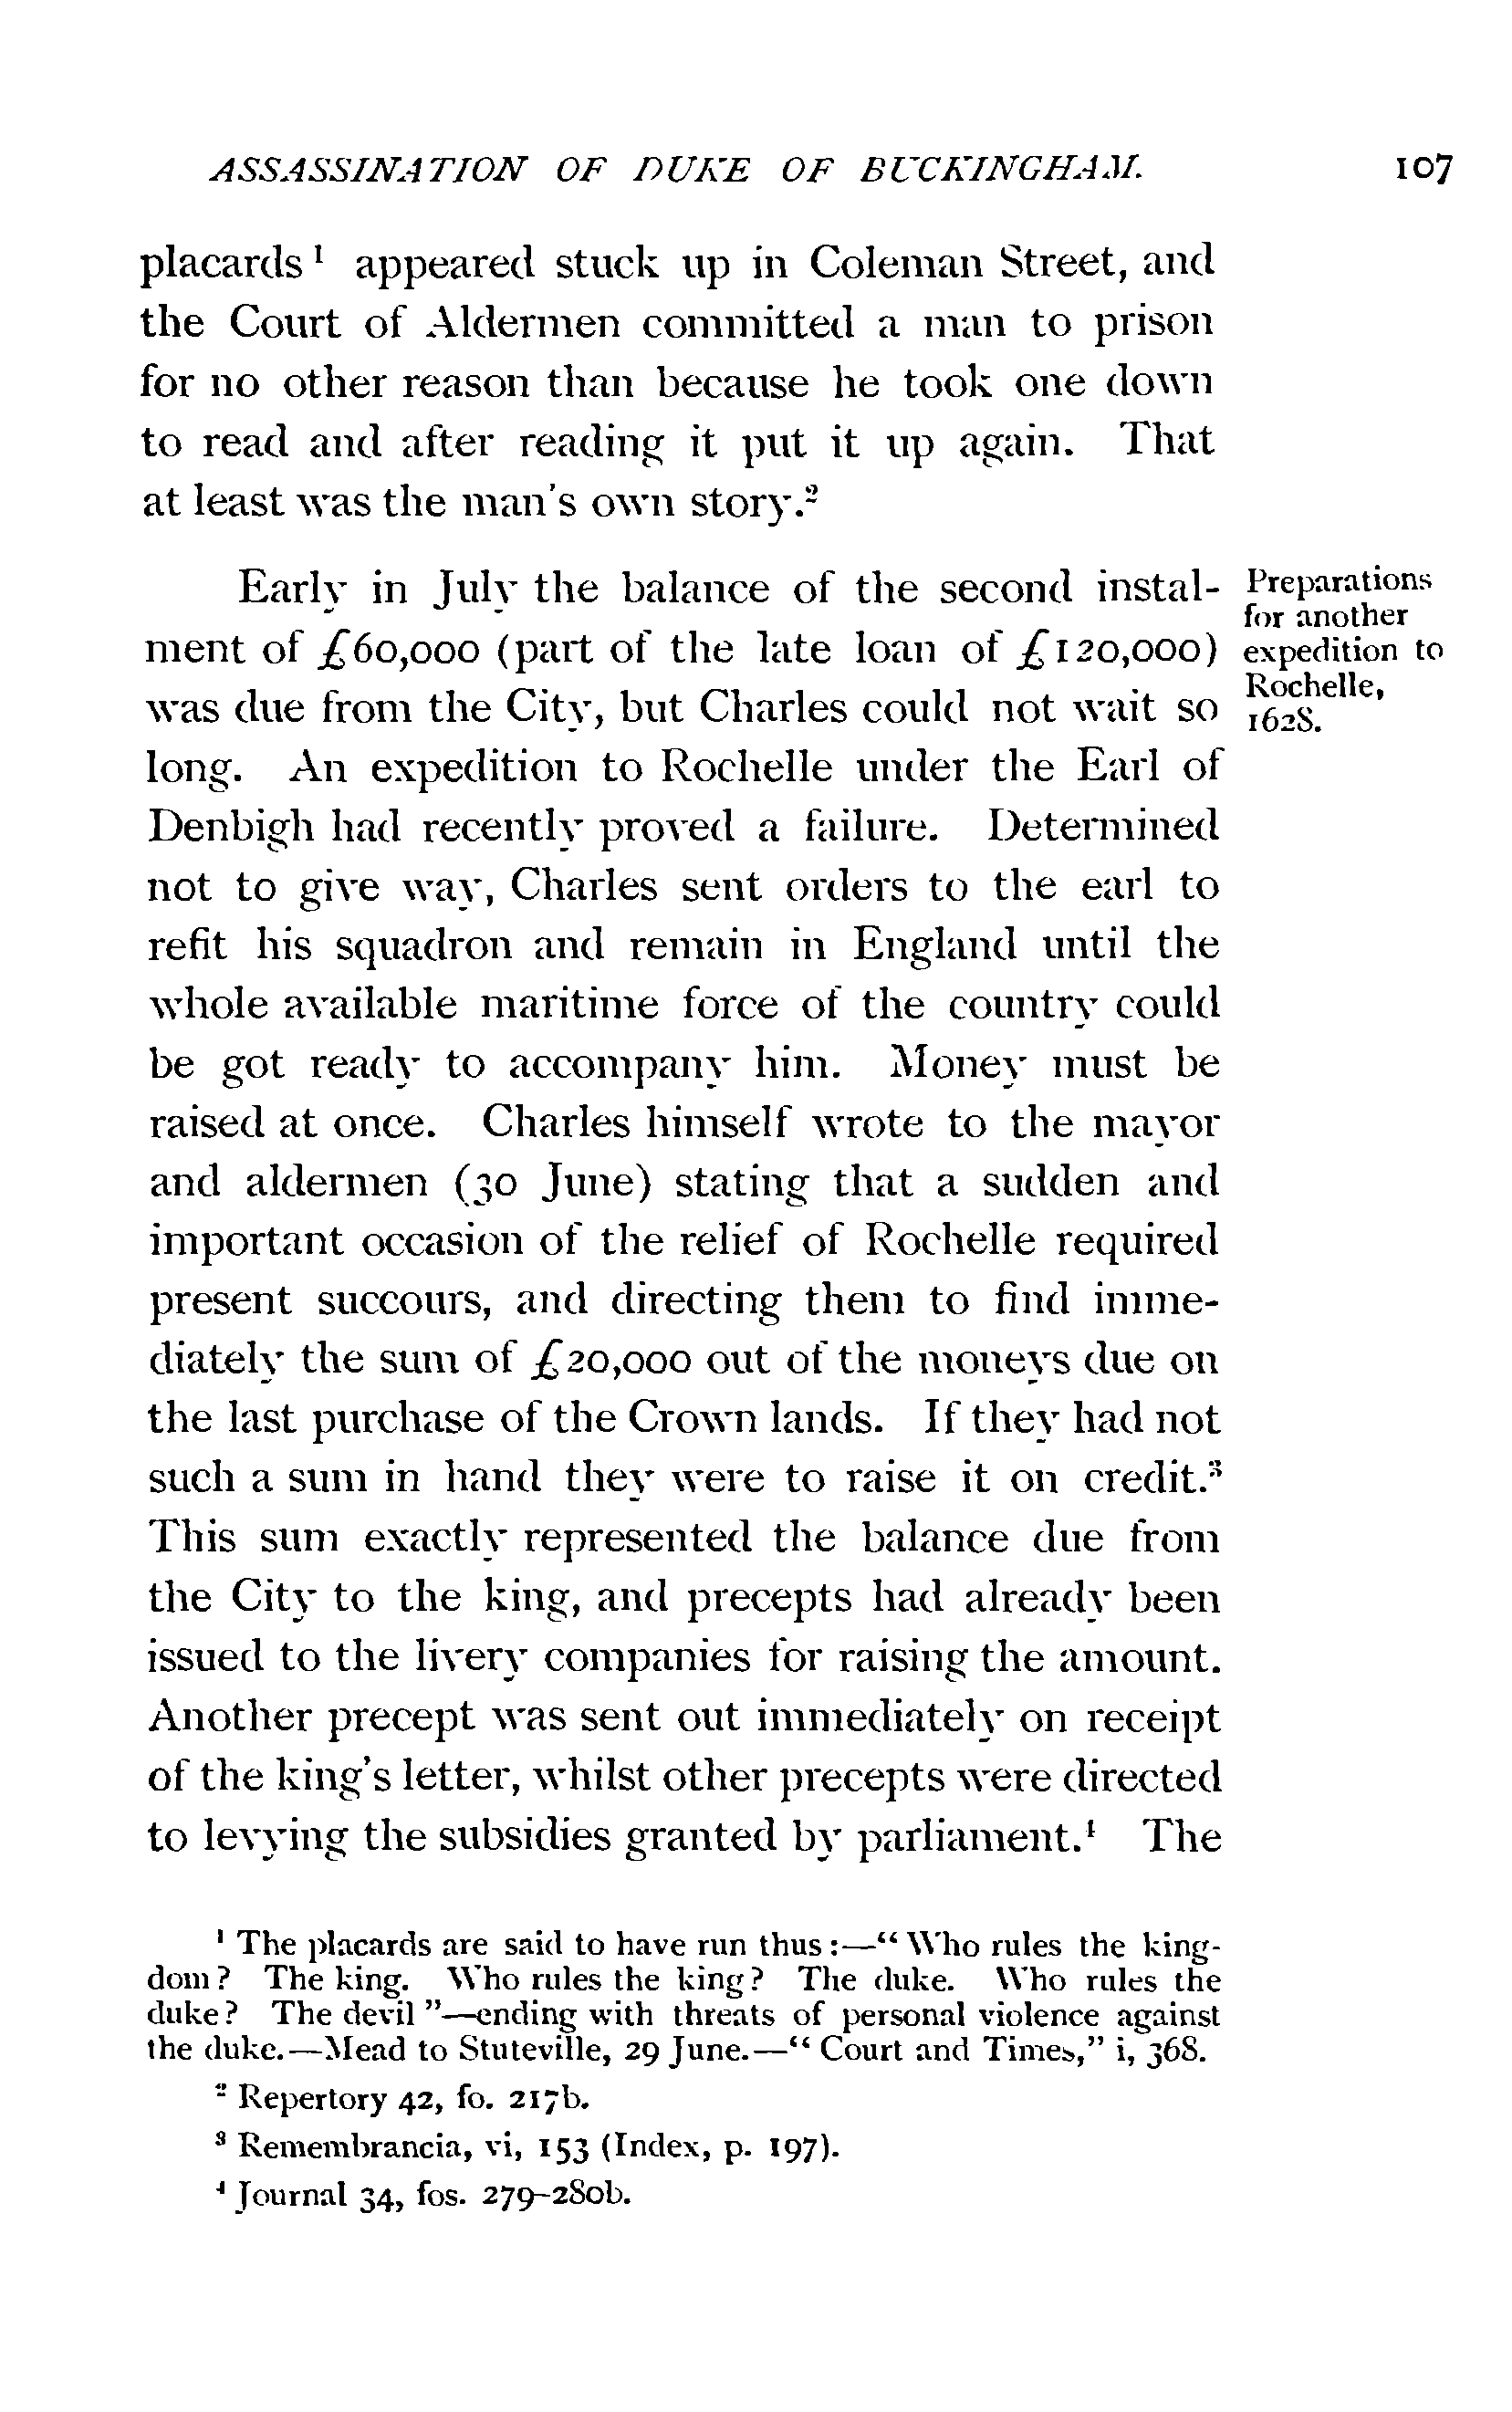 ASSASSINATION OF DUKE OF BUCKINGHAM. 107
placards ¹ appeared stuck up in Coleman Street, and
the Court of Aldermen committed a man to prison
for no other reason than because he took one down
to read and after reading it put it up again. That
at least was the man's own story.²
Early in July the balance of the second instal-
ment of £60,000 (part of the late loan of £120,000)
was due from the City, but Charles could not wait so
long. An expedition to Rochelle under the Earl of
Denbigh had recently proved a failure. Determined
not to give way, Charles sent orders to the earl to
refit his squadron and remain in England until the
whole available maritime force of the country could
be got ready to accompany him. Money must be
raised at once. Charles himself wrote to the mayor
and aldermen (30 June) stating that a sudden and
important occasion of the relief of Rochelle required
present succours, and directing them to find imme-
diately the sum of £20,000 out of the moneys due on
the last purchase of the Crown lands. If they had not
such a sum in hand they were to raise it on credit.³
This sum exactly represented the balance due from
the City to the king, and precepts had already been
issued to the livery companies for raising the amount.
Another precept was sent out immediately on receipt
of the king's letter, whilst other precepts were directed
to levying the subsidies granted by parliament.⁴ The
Preparations
for another
expedition to
Rochelle,
1628.
¹ The placards are said to have run thus:—"Who rules the king-
dom? The king. Who rules the king? The duke. Who rules the
duke? The devil"—ending with threats of personal violence against
the duke.—Mead to Stuteville, 29 June.—"Court and Times," i, 368.
² Repertory 42, fo. 217b.
³ Remembrancia, vi, 153 (Index, p. 197).
⁴ Journal 34, fos. 279-280b.